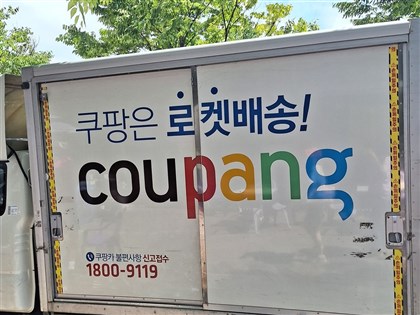 쿠팡은 로켓배송!
coupang
쿠팡카 불편사항 신고접수
1800-9119